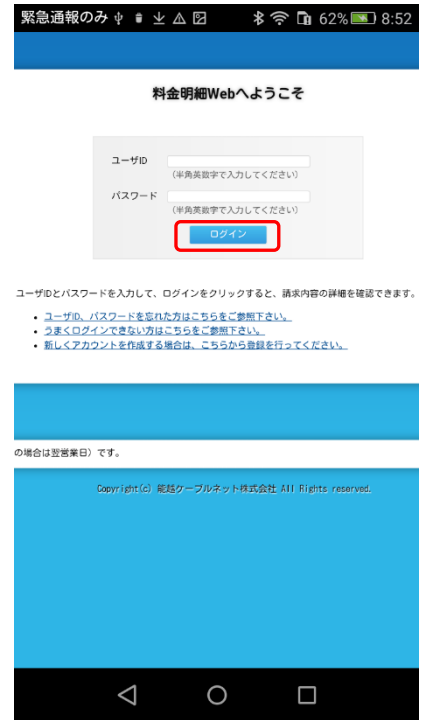 緊急通報のみ 62% 8:52
料金明細Webへようこそ
ユーザID
(半角英数字で入力してください)
パスワード
(半角英数字で入力してください)
ログイン
ユーザIDとパスワードを入力して、ログインをクリックすると、請求内容の詳細を確認できます。
・ユーザID、パスワードを忘れた方はこちらをご参照下さい。
・うまくログインできない方はこちらをご参照下さい。
・新しくアカウントを作成する場合は、こちらから登録を行ってください。
の場合は翌営業日）です。
Copyright(c) 能越ケーブルネット株式会社 All Rights reserved.